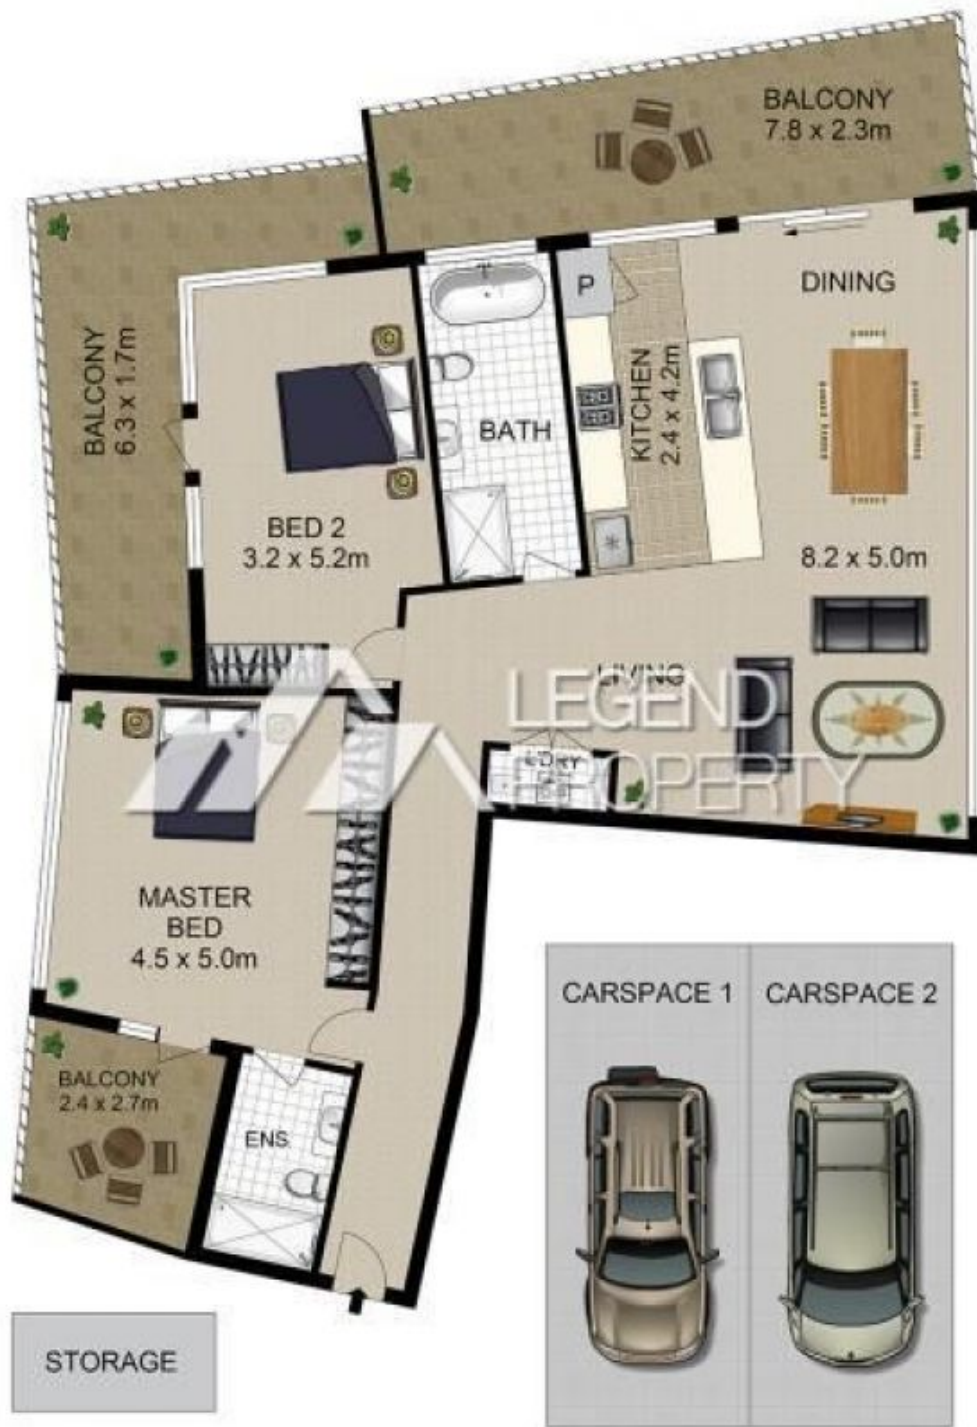 BALCONY
7.8 x 2.3m
DINING
P
BALCONY
6.3 x 1.7m
KITCHEN
2.4 x 4.2m
BATH
BED 2
3.2 x 5.2m
8.2 x 5.0m
LIVING
LEGEND
PROPERTY
LDRY
MASTER
BED
4.5 x 5.0m
CARSPACE 1
CARSPACE 2
BALCONY
2.4 x 2.7m
ENS
STORAGE